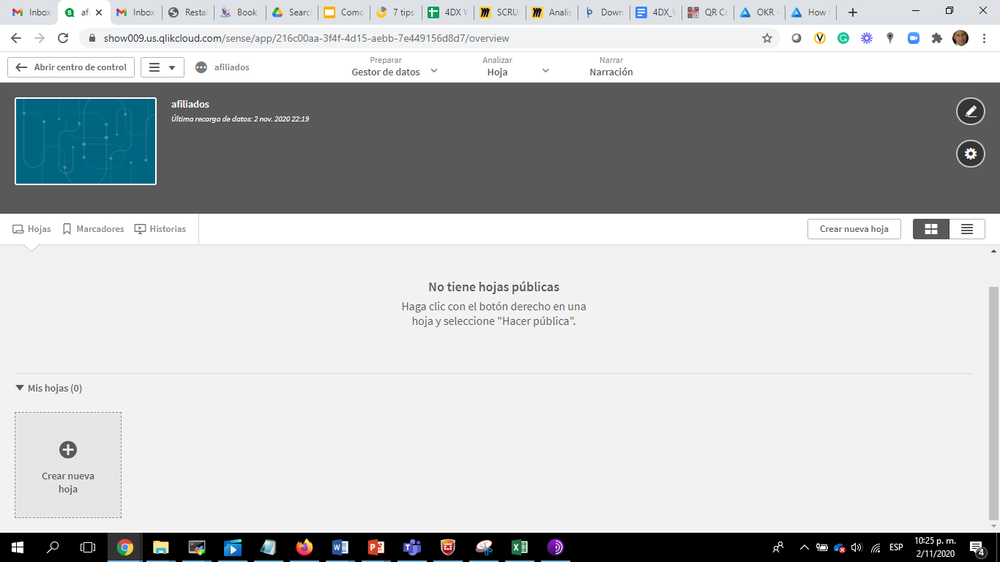 Inbox
afi
Inbox
Resta
Book
Search
Como
7 tips
4DX W
SCRU
Analis
Down
4DX_V
QR Co
OKR -
How t
show009.us.qlikcloud.com/sense/app/216c00aa-3f4f-4d15-aebb-7e449156d8d7/overview
Abrir centro de control
afiliados
Preparar
Gestor de datos
Analizar
Hoja
Narrar
Narración
afiliados
Última recarga de datos: 2 nov. 2020 22:19
Hojas
Marcadores
Historias
Crear nueva hoja
No tiene hojas públicas
Haga clic con el botón derecho en una
hoja y seleccione "Hacer pública".
Mis hojas (0)
Crear nueva
hoja
ESP
10:25 p. m.
2/11/2020
4